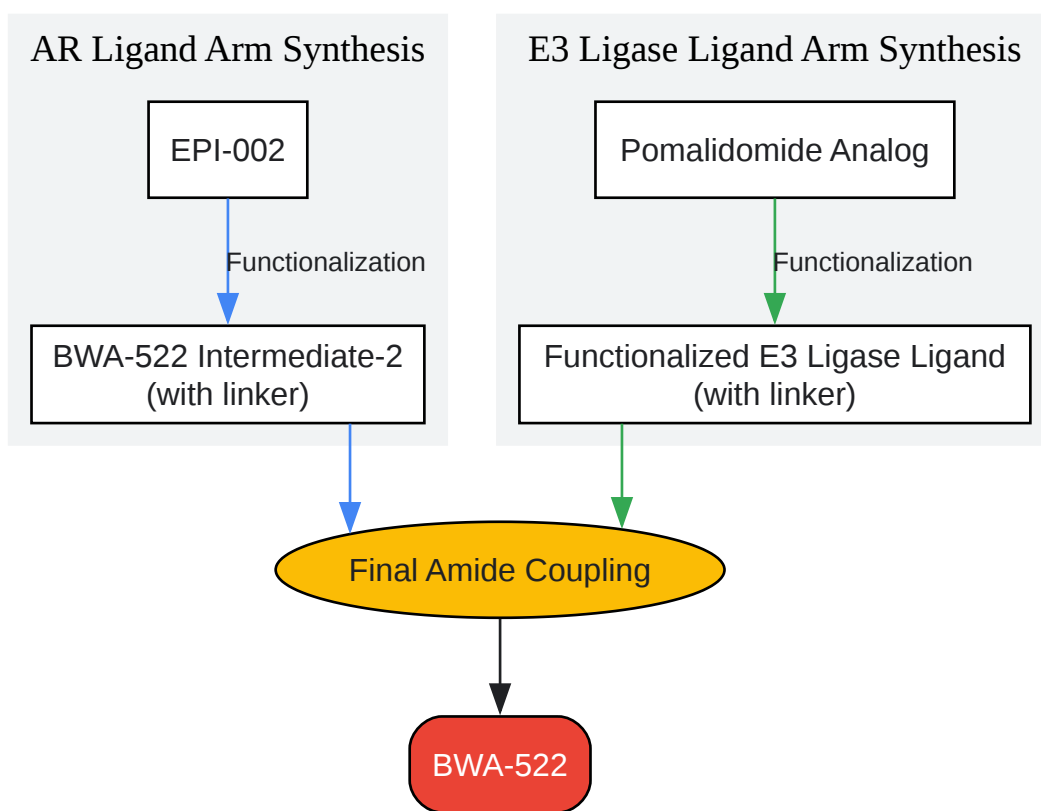 AR Ligand Arm Synthesis
EPI-002
Functionalization
BWA-522 Intermediate-2
(with linker)
E3 Ligase Ligand Arm Synthesis
Pomalidomide Analog
Functionalization
Functionalized E3 Ligase Ligand
(with linker)
Final Amide Coupling
BWA-522